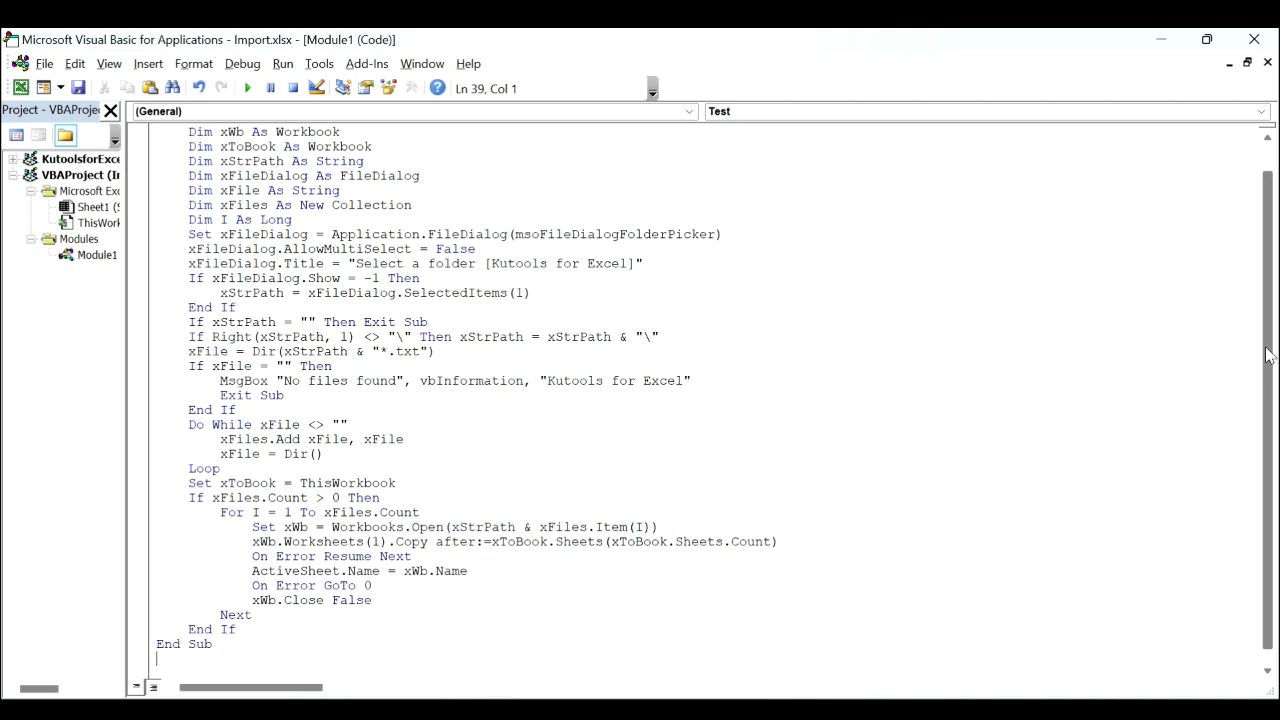 Microsoft Visual Basic for Applications - Import.xlsx - [Module1 (Code)]
File Edit View Insert Format Debug Run Tools Add-Ins Window Help
Ln 39, Col 1
Project - VBAProje
(General)
Test
KutoolsforExce
VBAProject (Ir
Microsoft Exc
Sheet1 (S
ThisWork
Modules
Module1
Dim xWb As Workbook
Dim xToBook As Workbook
Dim xStrPath As String
Dim xFileDialog As FileDialog
Dim xFile As String
Dim xFiles As New Collection
Dim I As Long
Set xFileDialog = Application.FileDialog(msoFileDialogFolderPicker)
xFileDialog.AllowMultiSelect = False
xFileDialog.Title = "Select a folder [Kutools for Excel]"
If xFileDialog.Show = -1 Then
xStrPath = xFileDialog.SelectedItems(1)
End If
If xStrPath = "" Then Exit Sub
If Right(xStrPath, 1) <> "\" Then xStrPath = xStrPath & "\"
xFile = Dir(xStrPath & "*.txt")
If xFile = "" Then
MsgBox "No files found", vbInformation, "Kutools for Excel"
Exit Sub
End If
Do While xFile <> ""
xFiles.Add xFile, xFile
xFile = Dir()
Loop
Set xToBook = ThisWorkbook
If xFiles.Count > 0 Then
For I = 1 To xFiles.Count
Set xWb = Workbooks.Open(xStrPath & xFiles.Item(I))
xWb.Worksheets(1).Copy after:=xToBook.Sheets(xToBook.Sheets.Count)
On Error Resume Next
ActiveSheet.Name = xWb.Name
On Error GoTo 0
xWb.Close False
Next
End If
End Sub